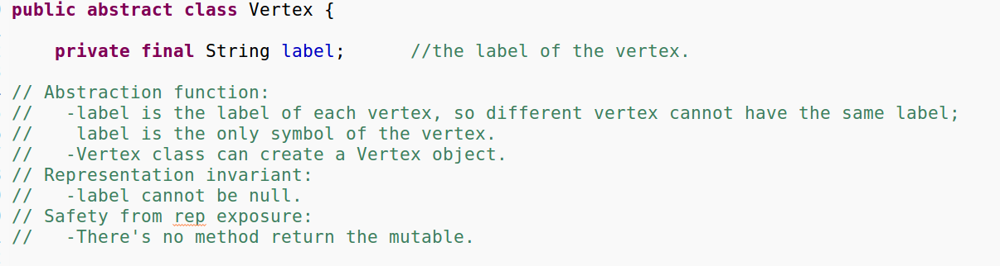 public abstract class Vertex {
private final String label; //the label of the vertex.
// Abstraction function:
// -label is the label of each vertex, so different vertex cannot have the same label;
// label is the only symbol of the vertex.
// -Vertex class can create a Vertex object.
// Representation invariant:
// -label cannot be null.
// Safety from rep exposure:
// -There's no method return the mutable.